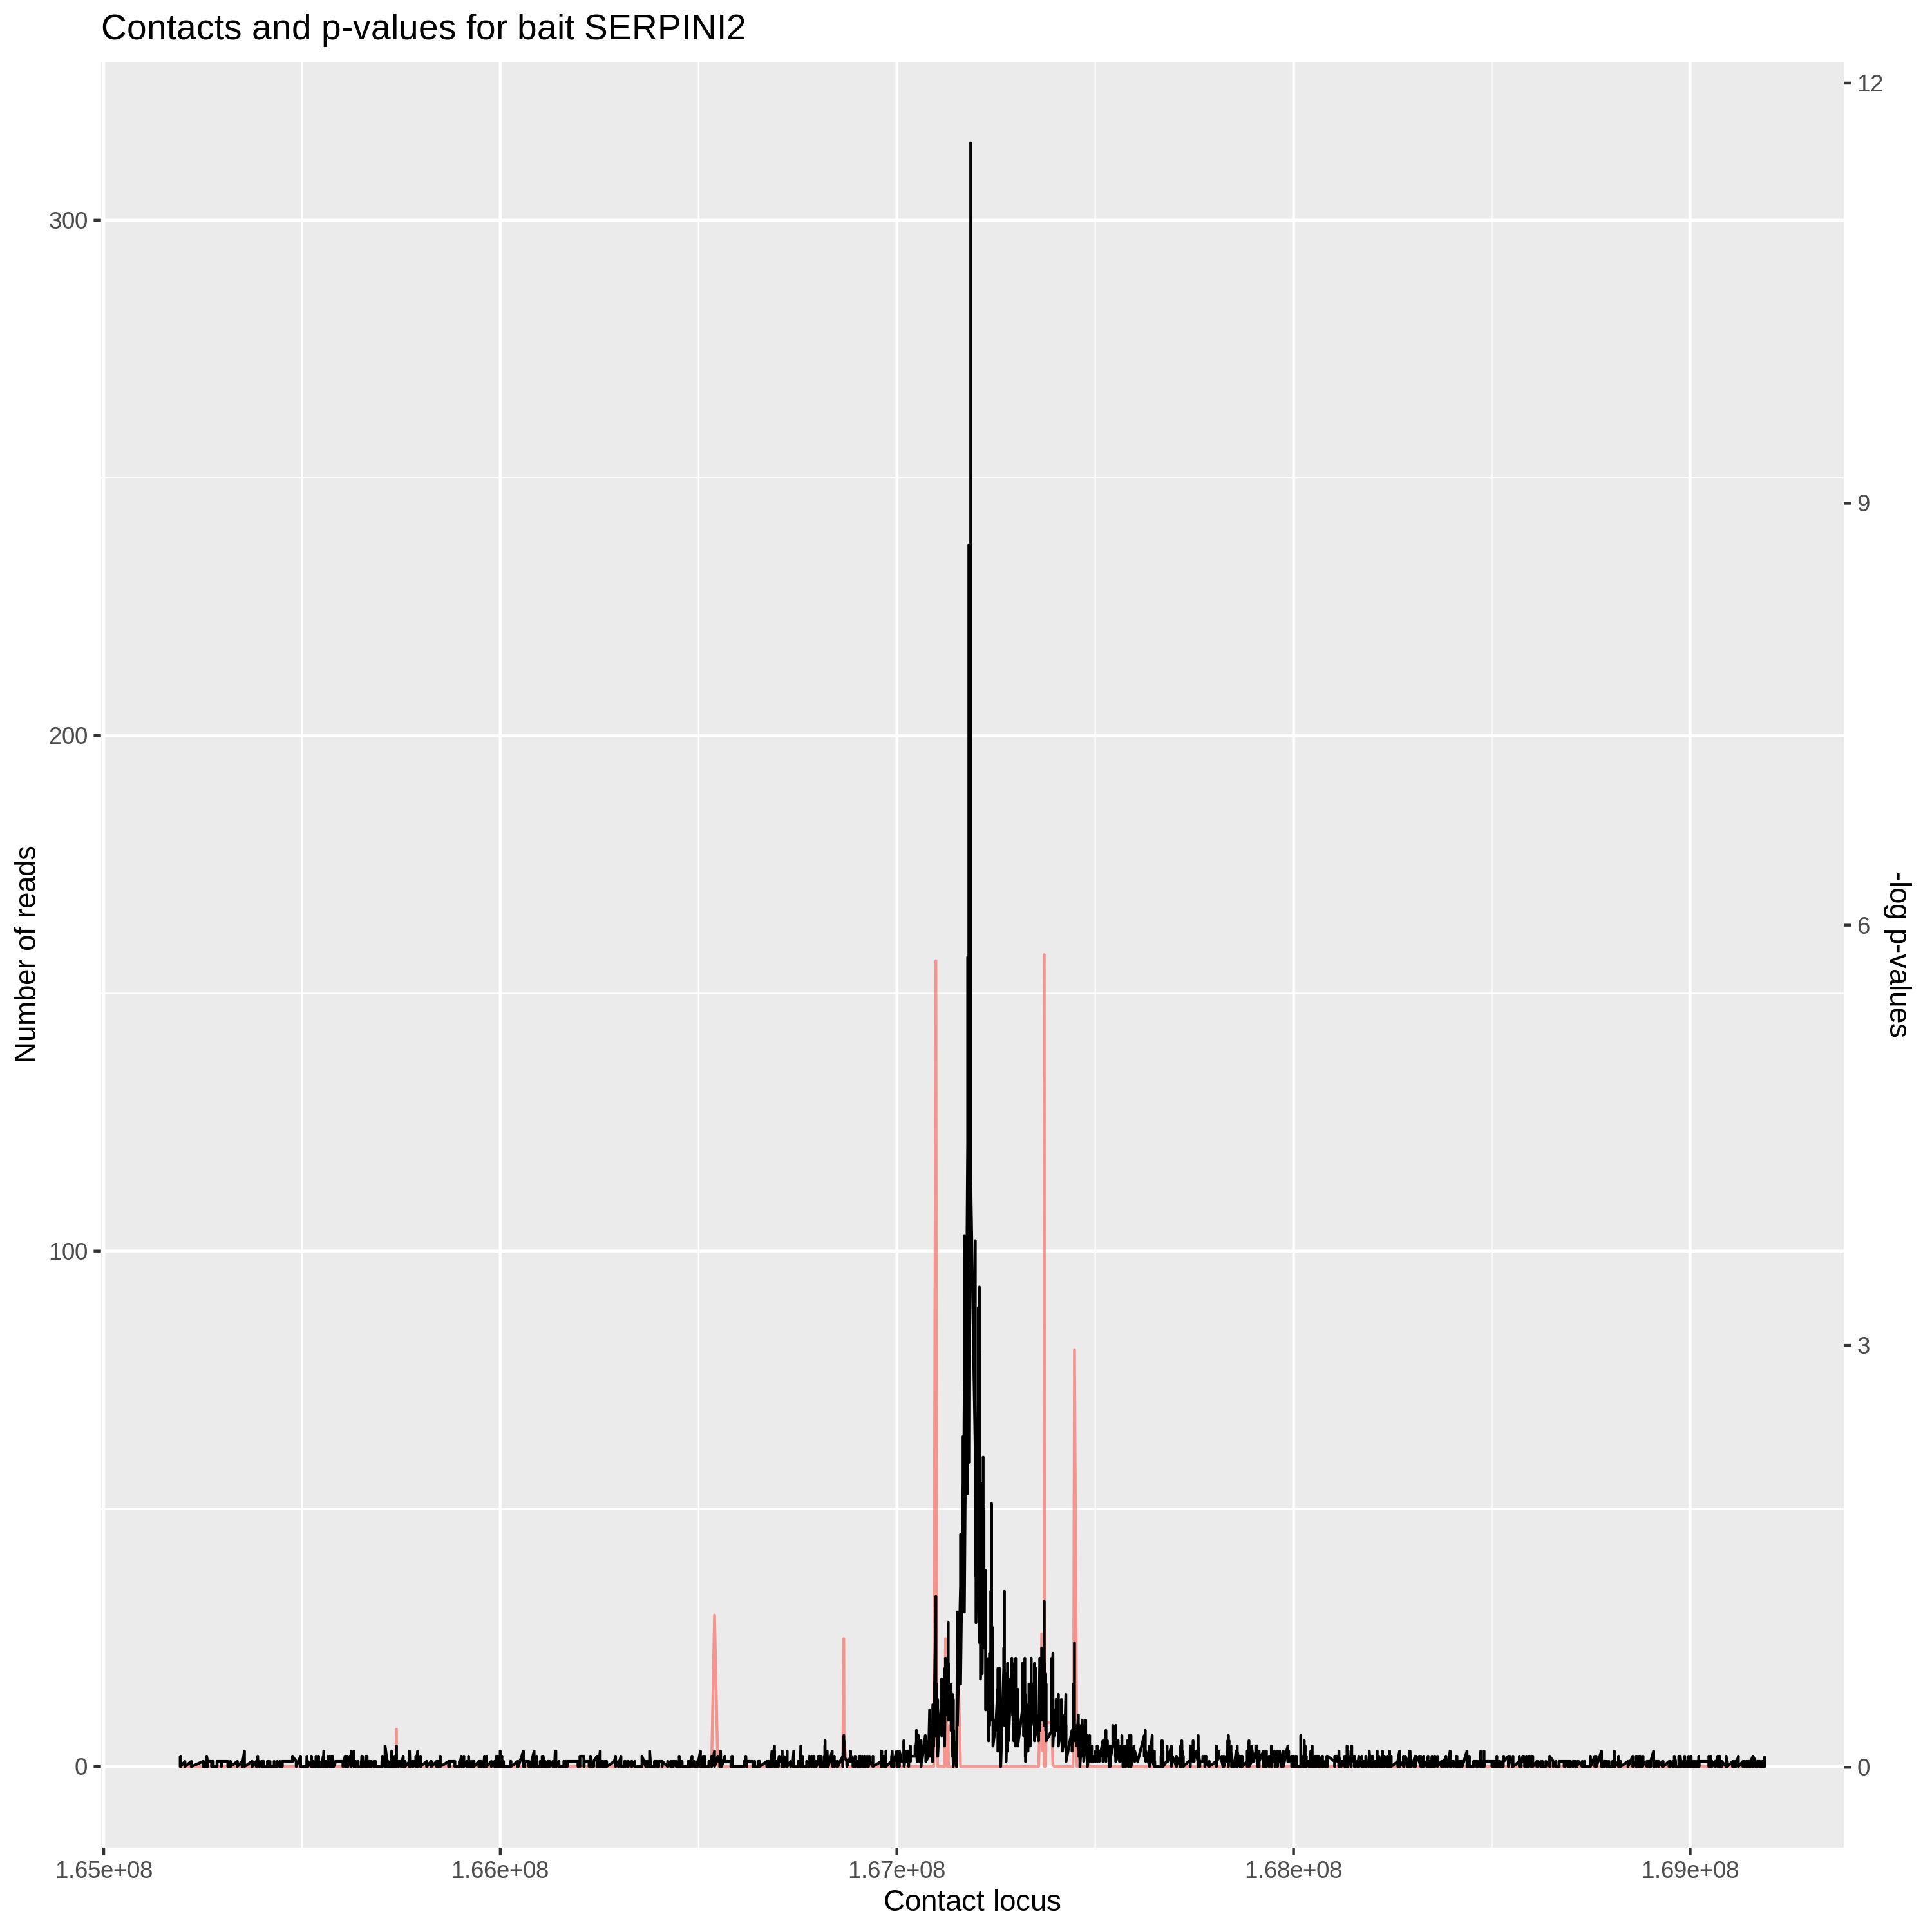 Contacts and p-values for bait SERPINI2
Number of reads
300
200
100
0
12
9
6
3
0
-log p-values
1.65e+08
1.66e+08
1.67e+08
1.68e+08
1.69e+08
Contact locus